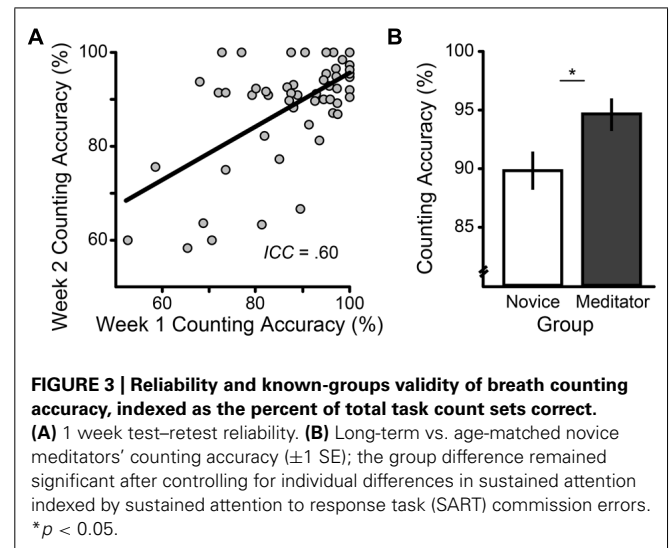 A
B
100
80
60
Week 2 Counting Accuracy (%)
ICC = .60
60
80
100
Week 1 Counting Accuracy (%)
100
95
90
85
Counting Accuracy (%)
*
Novice Meditator
Group
FIGURE 3 | Reliability and known-groups validity of breath counting
accuracy, indexed as the percent of total task count sets correct.
(A) 1 week test–retest reliability. (B) Long-term vs. age-matched novice
meditators’ counting accuracy (±1 SE); the group difference remained
significant after controlling for individual differences in sustained attention
indexed by sustained attention to response task (SART) commission errors.
*p < 0.05.